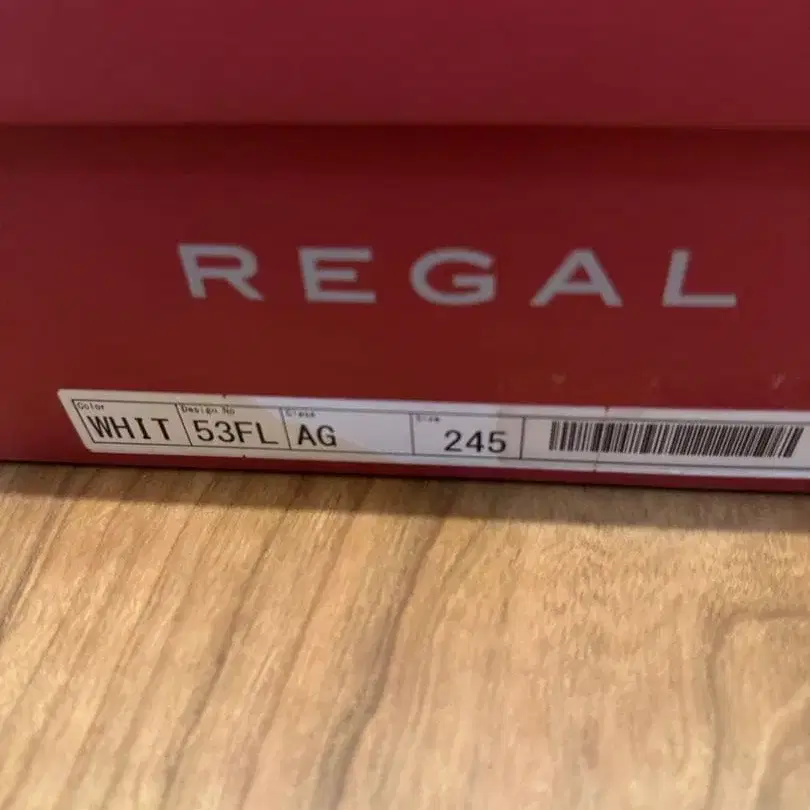 REGAL
Color Design No Class Size
WHIT 53FL AG 245